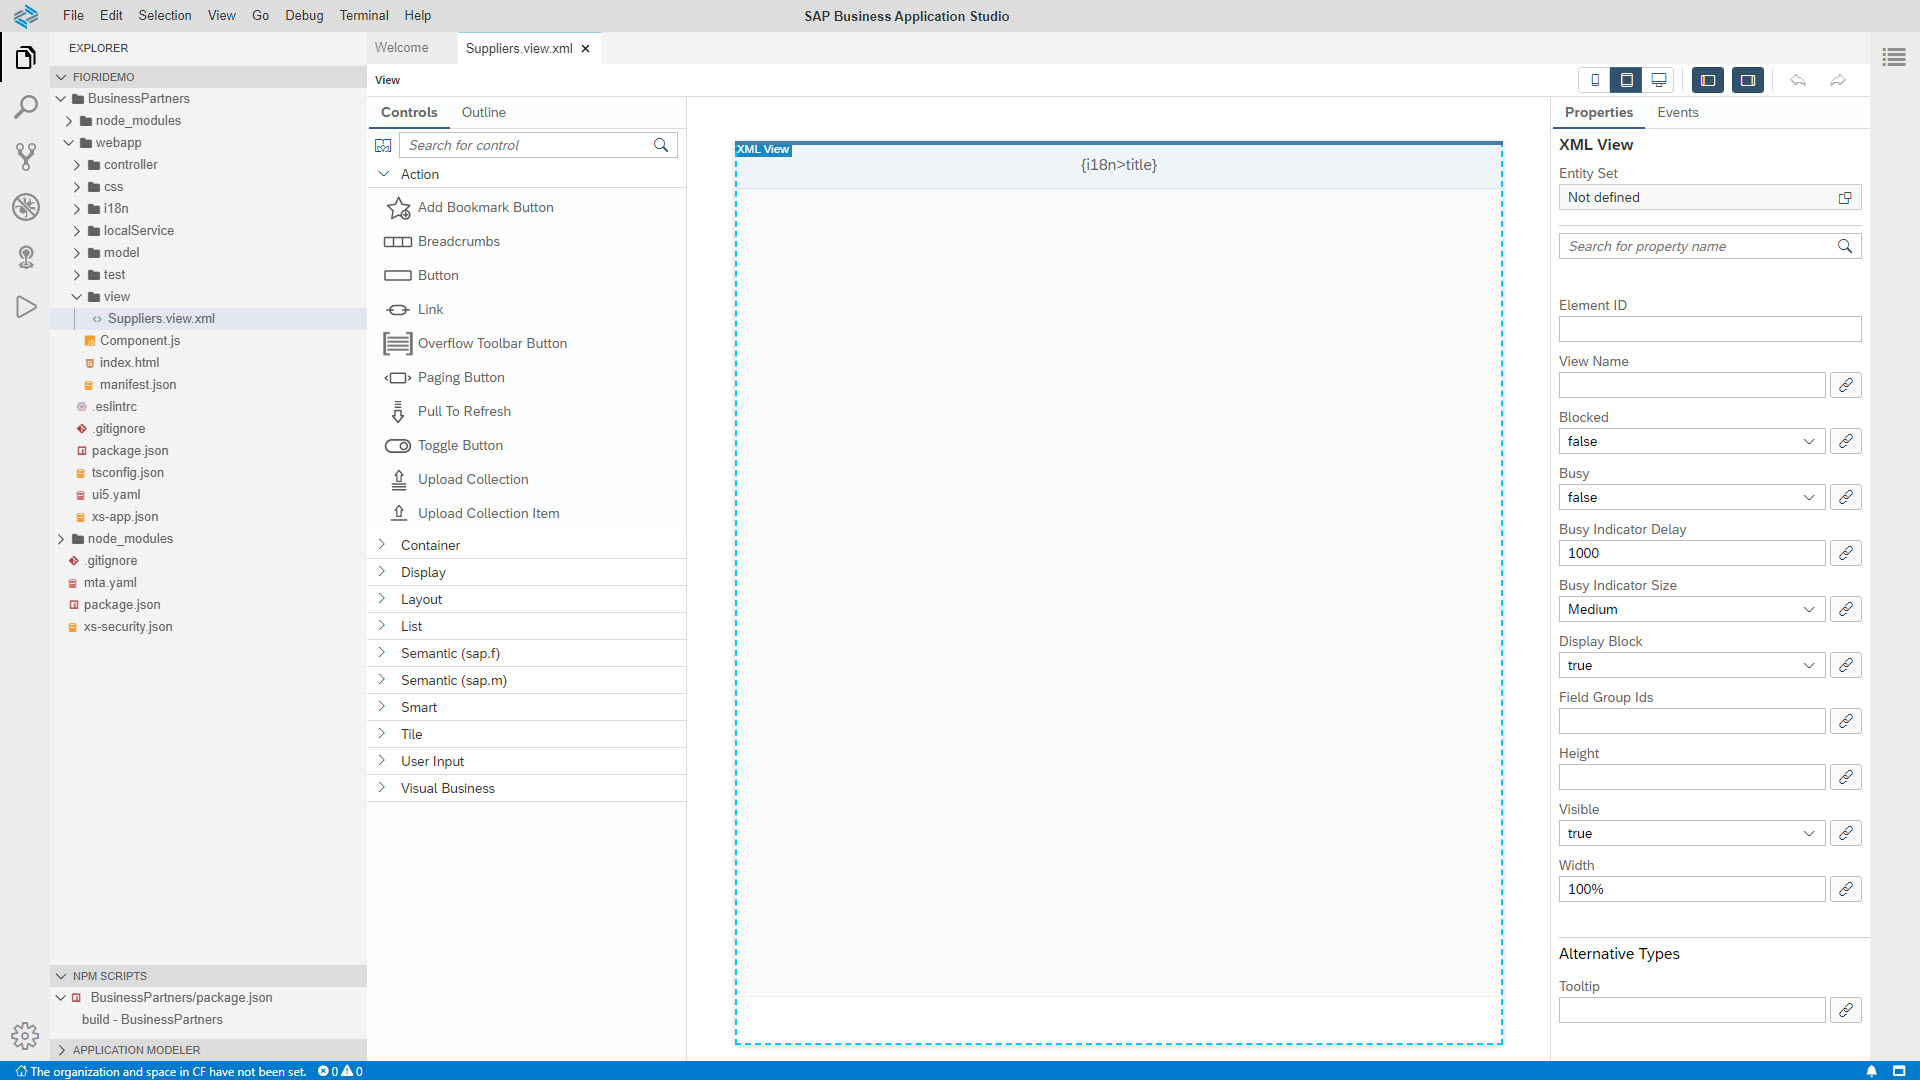 File Edit Selection View Go Debug Terminal Help
SAP Business Application Studio
EXPLORER
FIORIDEMO
BusinessPartners
node_modules
webapp
controller
css
i18n
localService
model
test
view
Suppliers.view.xml
Component.js
index.html
manifest.json
.eslintrc
.gitignore
package.json
tsconfig.json
ui5.yaml
xs-app.json
node_modules
.gitignore
mta.yaml
package.json
xs-security.json
NPM SCRIPTS
BusinessPartners/package.json
build - BusinessPartners
APPLICATION MODELER
Welcome
Suppliers.view.xml
View
Controls
Outline
Search for control
Action
Add Bookmark Button
Breadcrumbs
Button
Link
Overflow Toolbar Button
Paging Button
Pull To Refresh
Toggle Button
Upload Collection
Upload Collection Item
Container
Display
Layout
List
Semantic (sap.f)
Semantic (sap.m)
Smart
Tile
User Input
Visual Business
XML View
{i18n>title}
Properties
Events
XML View
Entity Set
Not defined
Search for property name
Element ID
View Name
Blocked
false
Busy
false
Busy Indicator Delay
1000
Busy Indicator Size
Medium
Display Block
true
Field Group Ids
Height
Visible
true
Width
100%
Alternative Types
Tooltip
The organization and space in CF have not been set. 0 0